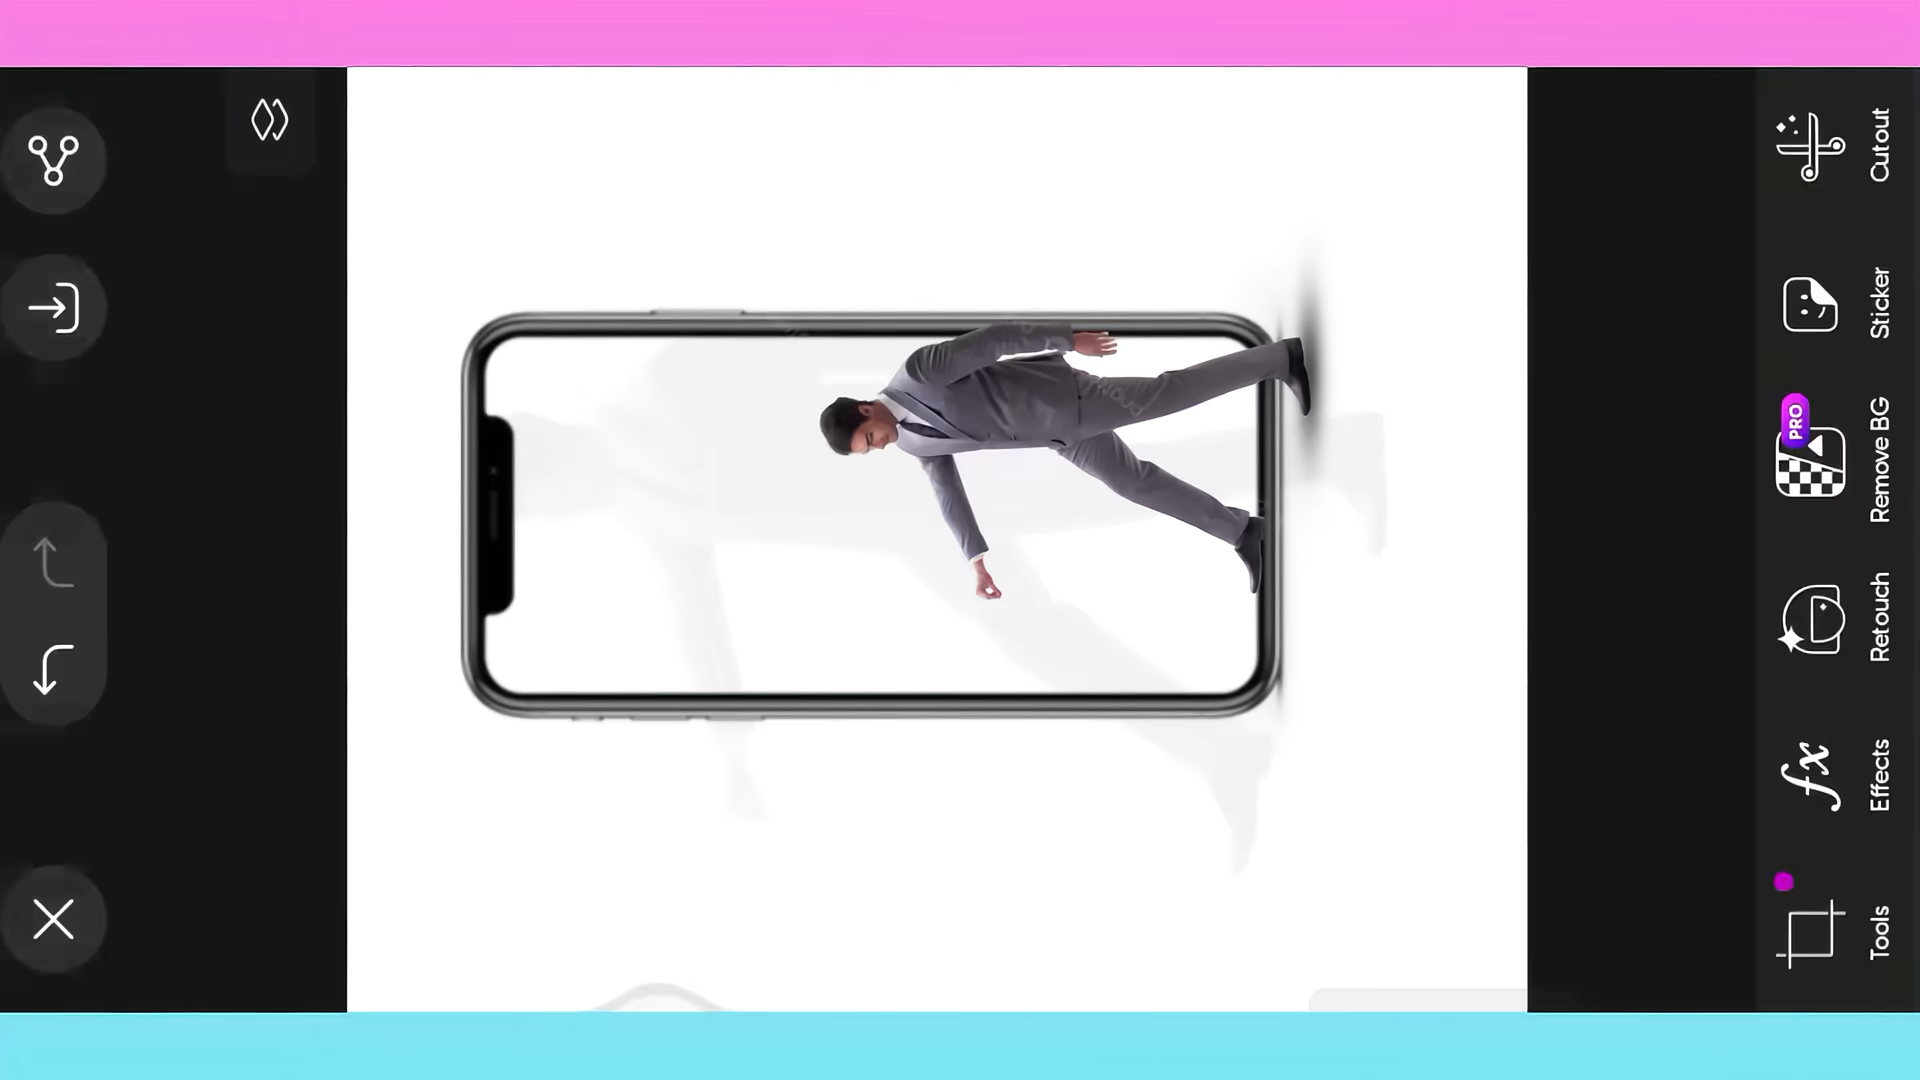 Tools
Effects
Retouch
Remove BG
PRO
Sticker
Cutout